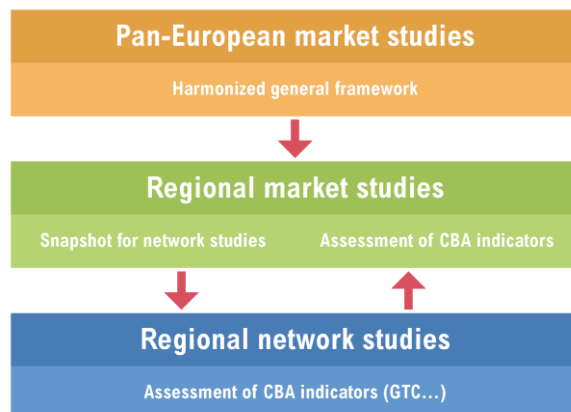 Pan-European market studies
Harmonized general framework
Regional market studies
Snapshot for network studies
Assessment of CBA indicators
Regional network studies
Assessment of CBA indicators (GTC...)